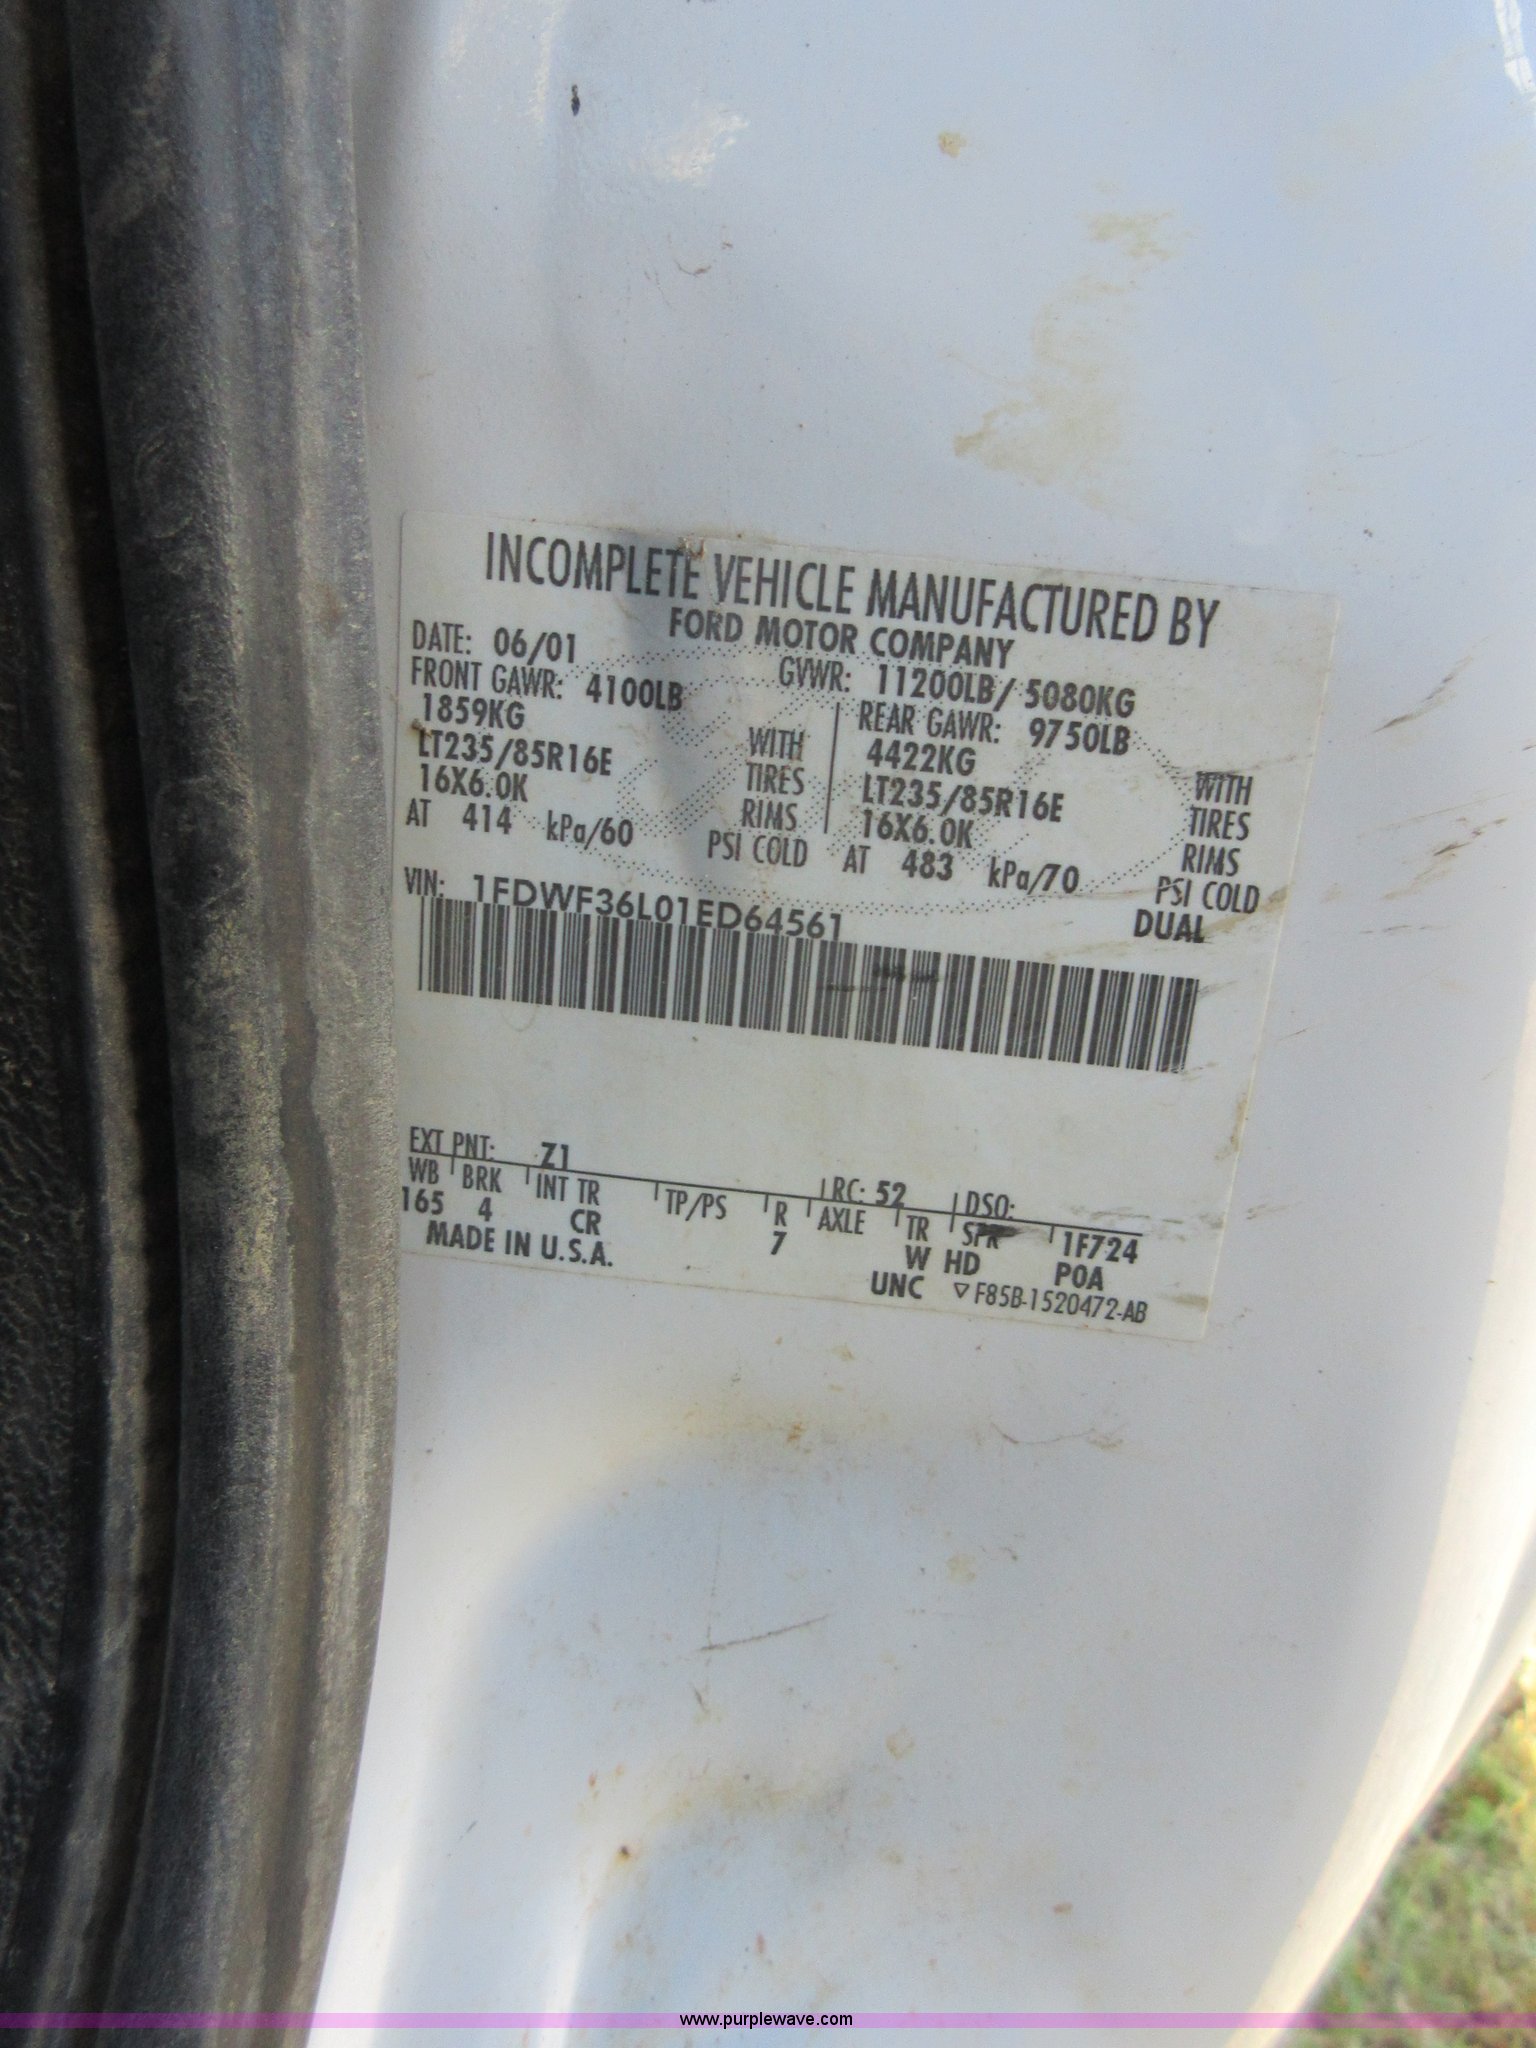 INCOMPLETE VEHICLE MANUFACTURED BY
FORD MOTOR COMPANY
DATE: 06/01
GVWR: 11200LB/ 5080KG
FRONT GAWR: 4100LB
1859KG WITH
LT235/85R16E TIRES
16X6.0K RIMS
AT 414 kPa/60 PSI COLD
REAR GAWR: 9750LB
4422KG WITH
LT235/85R16E TIRES
16X6.0K RIMS
AT 483 kPa/70 PSI COLD
DUAL
VIN: 1FDWF36L01ED64561
EXT PNT: Z1 RC: 52 DSO:
WB BRK INT TR TP/PS R AXLE TR SPR 1F724
165 4 CR 7 W HD P0A
MADE IN U.S.A. UNC ▽ F85B-1520472-AB
www.purplewave.com